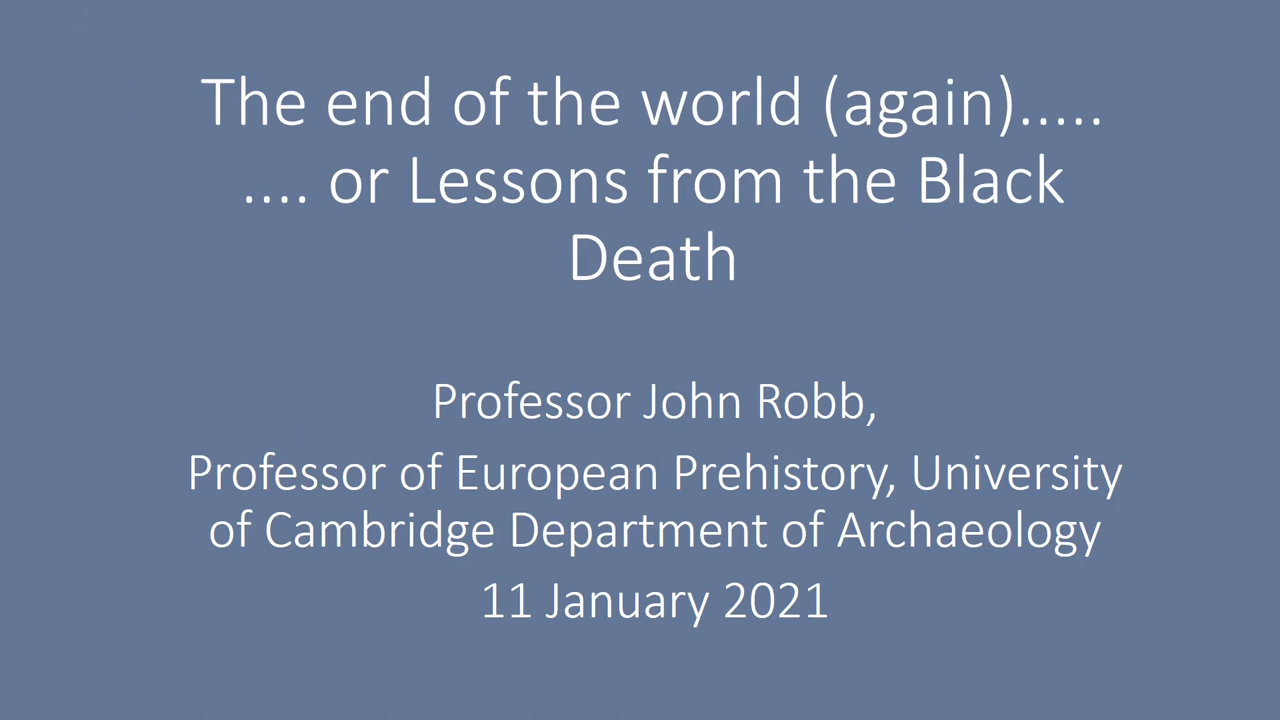 The end of the world (again).....
.... or Lessons from the Black
Death
Professor John Robb,
Professor of European Prehistory, University
of Cambridge Department of Archaeology
11 January 2021